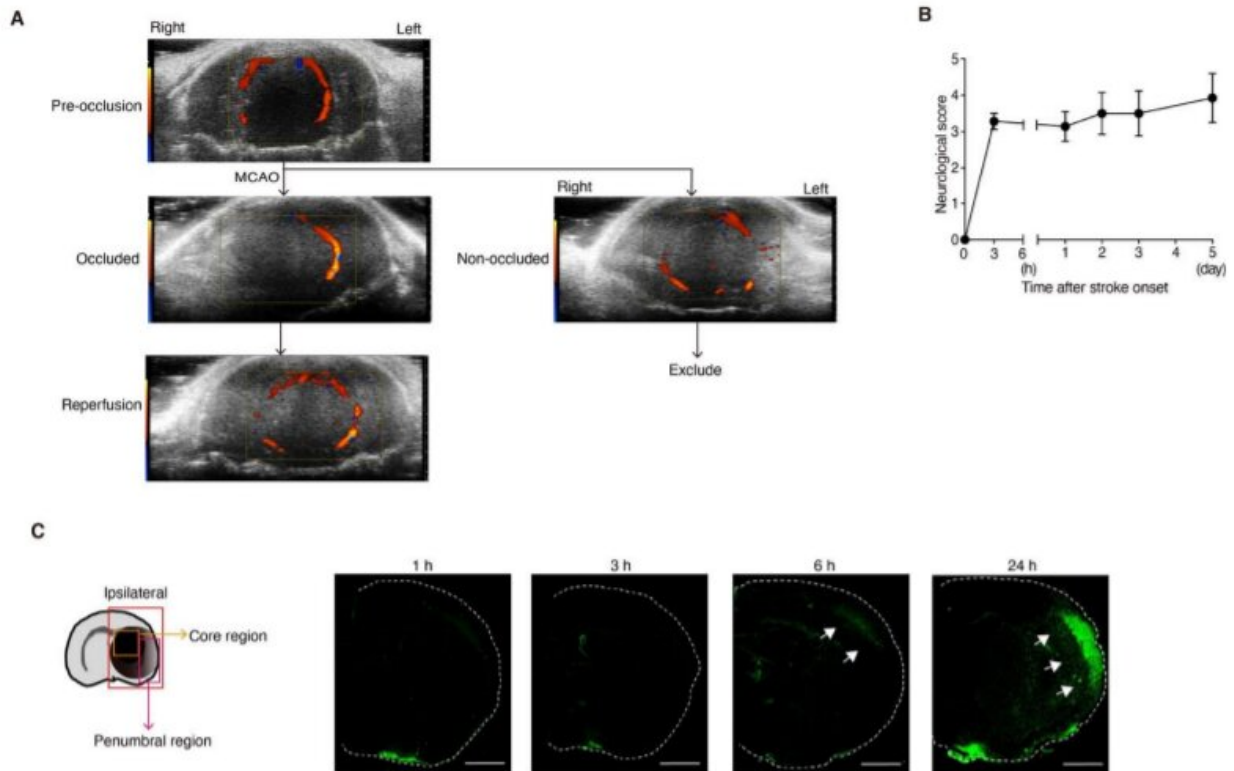 A
Right Left
Pre-occlusion
MCAO
Occluded
Right Left
Non-occluded
Exclude
Reperfusion
B
Neurological score
5
4
3
2
1
0
0 3 6 1 2 3 4 5
(h) (day)
Time after stroke onset
C
Ipsilateral
Core region
Penumbral region
1 h 3 h 6 h 24 h